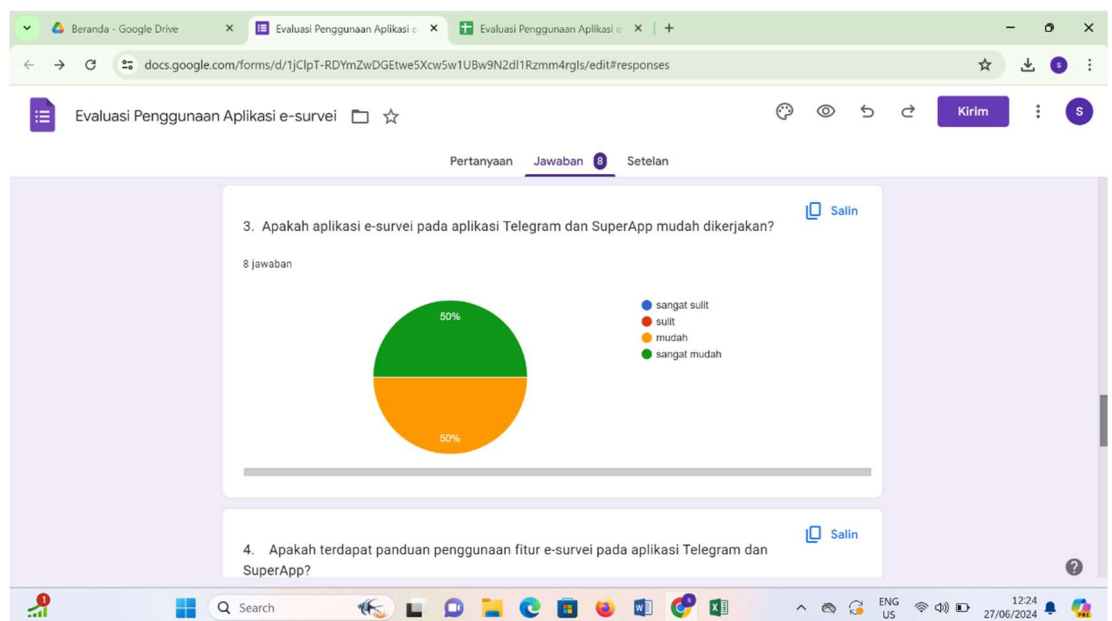 Beranda - Google Drive
Evaluasi Penggunaan Aplikasi e
Evaluasi Penggunaan Aplikasi e
docs.google.com/forms/d/1jClpT-RDYmZwDGEtwe5Xcw5w1UBw9N2dl1Rzmm4rgIs/edit#responses
S
Evaluasi Penggunaan Aplikasi e-survei
Kirim
S
Pertanyaan Jawaban 8 Setelan
Salin
3. Apakah aplikasi e-survei pada aplikasi Telegram dan SuperApp mudah dikerjakan?
8 jawaban
50%
50%
sangat sulit
sulit
mudah
sangat mudah
Salin
4. Apakah terdapat panduan penggunaan fitur e-survei pada aplikasi Telegram dan
SuperApp?
1
Search
ENG
US
12:24
27/06/2024
PRE